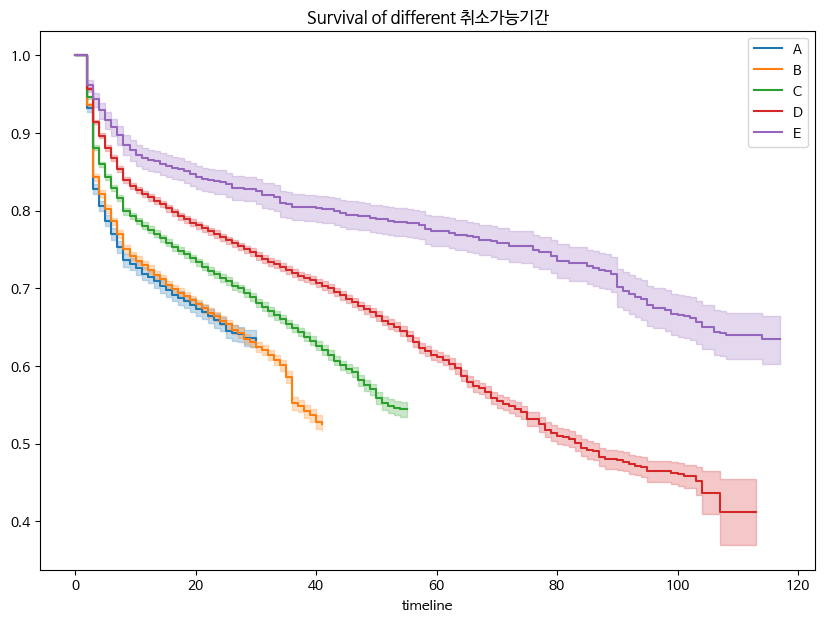 Survival of different 취소가능기간
1.0
0.9
0.8
0.7
0.6
0.5
0.4
A
B
C
D
E
0 20 40 60 80 100 120
timeline